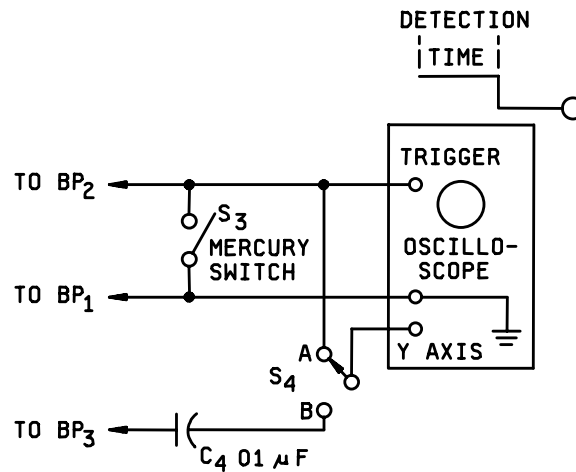 DETECTION
TIME
TRIGGER
TO BP2
S3
MERCURY
SWITCH
OSCILLO-
SCOPE
TO BP1
A
Y AXIS
S4
B
TO BP3
C4 01 μF